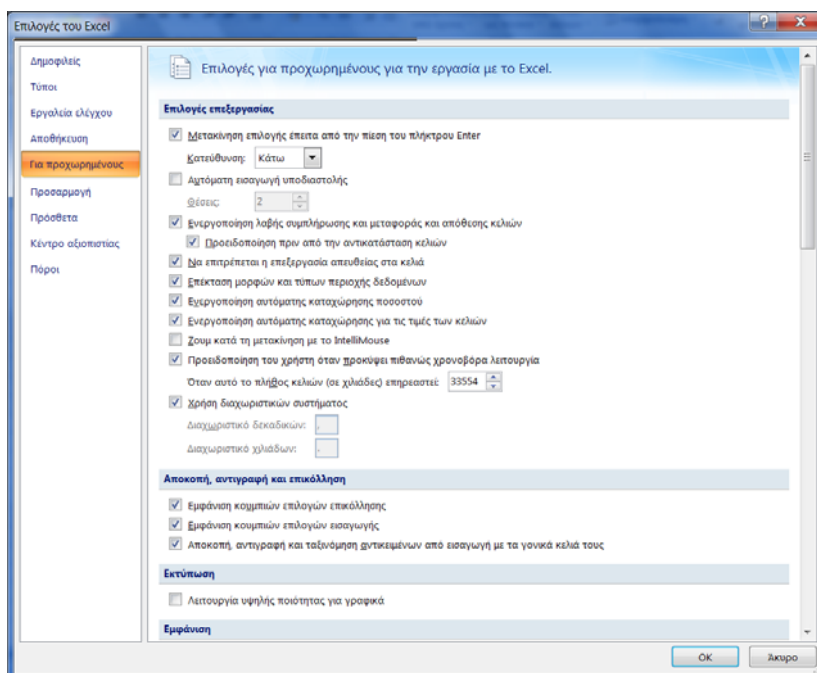 Επιλογές του Excel
Δημοφιλείς
Τύποι
Εργαλεία ελέγχου
Αποθήκευση
Για προχωρημένους
Προσαρμογή
Πρόσθετα
Κέντρο αξιοπιστίας
Πόροι
Επιλογές για προχωρημένους για την εργασία με το Excel.
Επιλογές επεξεργασίας
Μετακίνηση επιλογής έπειτα από την πίεση του πλήκτρου Enter
Κατεύθυνση: Κάτω
Αυτόματη εισαγωγή υποδιαστολής
Θέσεις: 2
Ενεργοποίηση λαβής συμπλήρωσης και μεταφοράς και απόθεσης κελιών
Προειδοποίηση πριν από την αντικατάσταση κελιών
Να επιτρέπεται η επεξεργασία απευθείας στα κελιά
Επέκταση μορφών και τύπων περιοχής δεδομένων
Ενεργοποίηση αυτόματης καταχώρησης ποσοστού
Ενεργοποίηση αυτόματης καταχώρησης για τις τιμές των κελιών
Ζουμ κατά τη μετακίνηση με το IntelliMouse
Προειδοποίηση του χρήστη όταν προκύψει πιθανώς χρονοβόρα λειτουργία
Όταν αυτό το πλήθος κελιών (σε χιλιάδες) επηρεαστεί: 33554
Χρήση διαχωριστικών συστήματος
Διαχωριστικό δεκαδικών:
Διαχωριστικό χιλιάδων:
Αποκοπή, αντιγραφή και επικόλληση
Εμφάνιση κουμπιών επιλογών επικόλλησης
Εμφάνιση κουμπιών επιλογών εισαγωγής
Αποκοπή, αντιγραφή και ταξινόμηση αντικειμένων από εισαγωγή με τα γονικά κελιά τους
Εκτύπωση
Λειτουργία υψηλής ποιότητας για γραφικά
Εμφάνιση
OK Άκυρο